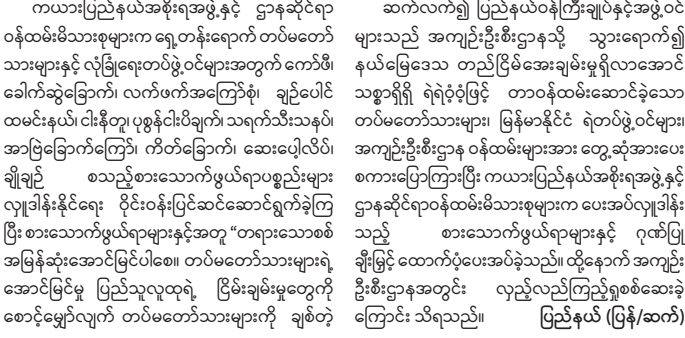 ကယားပြည်နယ်အစိုးရအဖွဲ့နှင့် ဌာနဆိုင်ရာ
ဝန်ထမ်းမိသားစုများက ရှေ့တန်းရောက် တပ်မတော်
သားများနှင့် လုံခြုံရေးတပ်ဖွဲ့ဝင်များအတွက် ကော်ဖီ၊
ခေါက်ဆွဲခြောက်၊ လက်ဖက်အကြော်စုံ၊ ချဉ်ပေါင်
ထမင်းနယ်၊ ငါးနီတူ၊ ပုစွန်ငါးပိချက်၊ သရက်သီးသနပ်၊
အာဗြဲခြောက်ကြော်၊ ကိတ်ခြောက်၊ ဆေးပေါ့လိပ်၊
ချိုချဉ် စသည့်စားသောက်ဖွယ်ရာပစ္စည်းများ
လှူဒါန်းနိုင်ရေး ဝိုင်းဝန်းပြင်ဆင်ဆောင်ရွက်ခဲ့ကြ
ပြီး စားသောက်ဖွယ်ရာများနှင့်အတူ “တရားသောစစ်
အမြန်ဆုံးအောင်မြင်ပါစေ။ တပ်မတော်သားများရဲ့
အောင်မြင်မှု ပြည်သူလူထုရဲ့ ငြိမ်းချမ်းမှုတွေကို
စောင့်မျှော်လျက် တပ်မတော်သားများကို ချစ်တဲ့
ဆက်လက်၍ ပြည်နယ်ဝန်ကြီးချုပ်နှင့်အဖွဲ့ဝင်
များသည် အကျဉ်းဦးစီးဌာနသို့ သွားရောက်၍
နယ်မြေဒေသ တည်ငြိမ်အေးချမ်းမှုရှိလာအောင်
သစ္စာရှိရှိ ရဲရဲဝံ့ဝံ့ဖြင့် တာဝန်ထမ်းဆောင်ခဲ့သော
တပ်မတော်သားများ၊ မြန်မာနိုင်ငံ ရဲတပ်ဖွဲ့ဝင်များ၊
အကျဉ်းဦးစီးဌာန ဝန်ထမ်းများအား တွေ့ဆုံအားပေး
စကားပြောကြားပြီး ကယားပြည်နယ်အစိုးရအဖွဲ့နှင့်
ဌာနဆိုင်ရာဝန်ထမ်းမိသားစုများက ပေးအပ်လှူဒါန်း
သည့် စားသောက်ဖွယ်ရာများနှင့် ဂုဏ်ပြု
ချီးမြှင့် ထောက်ပံ့ပေးအပ်ခဲ့သည်။ ထို့နောက် အကျဉ်း
ဦးစီးဌာနအတွင်း လှည့်လည်ကြည့်ရှုစစ်ဆေးခဲ့
ကြောင်း သိရသည်။ ပြည်နယ် (ပြန်/ဆက်)